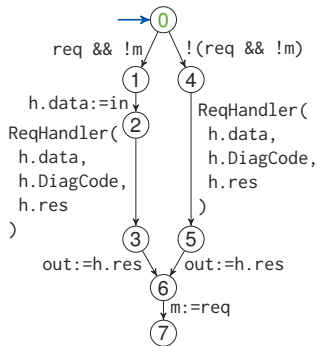 0
req && !m
!(req && !m)
1
4
h.data:=in
2
ReqHandler(
h.data,
h.DiagCode,
h.res
)
ReqHandler(
h.data,
h.DiagCode,
h.res
)
3
5
out:=h.res
out:=h.res
6
m:=req
7